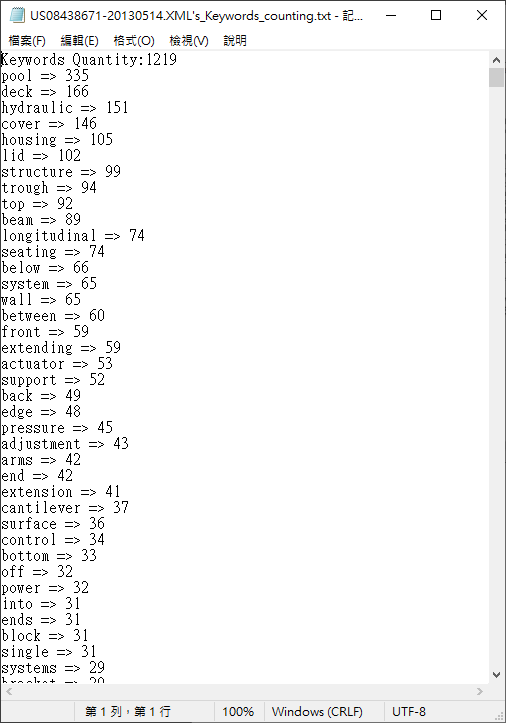 US08438671-20130514.XML's_Keywords_counting.txt - 記...
檔案(F) 編輯(E) 格式(O) 檢視(V) 說明
Keywords Quantity:1219
pool => 335
deck => 166
hydraulic => 151
cover => 146
housing => 105
lid => 102
structure => 99
trough => 94
top => 92
beam => 89
longitudinal => 74
seating => 74
below => 66
system => 65
wall => 65
between => 60
front => 59
extending => 59
actuator => 53
support => 52
back => 49
edge => 48
pressure => 45
adjustment => 43
arms => 42
end => 42
extension => 41
cantilever => 37
surface => 36
control => 34
bottom => 33
off => 32
power => 32
into => 31
ends => 31
block => 31
single => 31
systems => 29
bracket => 29
第 1 列，第 1 行 100% Windows (CRLF) UTF-8